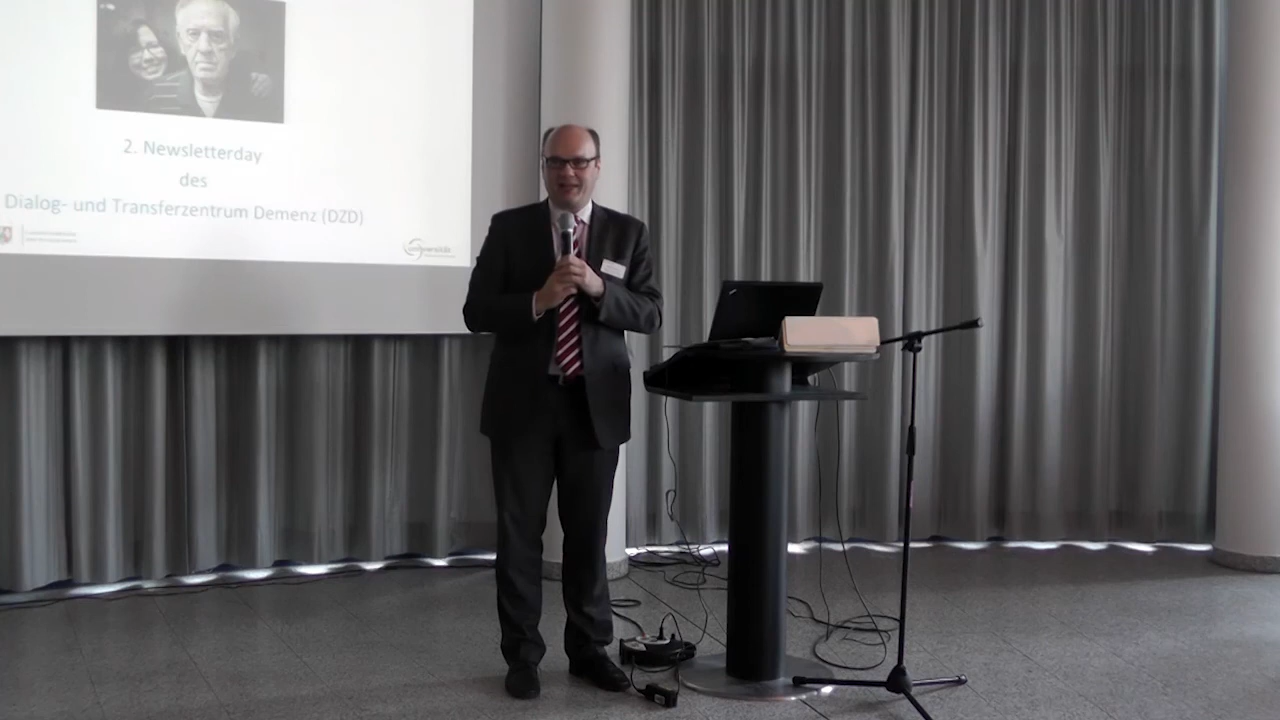 2. Newsletterday
des
Dialog- und Transferzentrum Demenz (DZD)